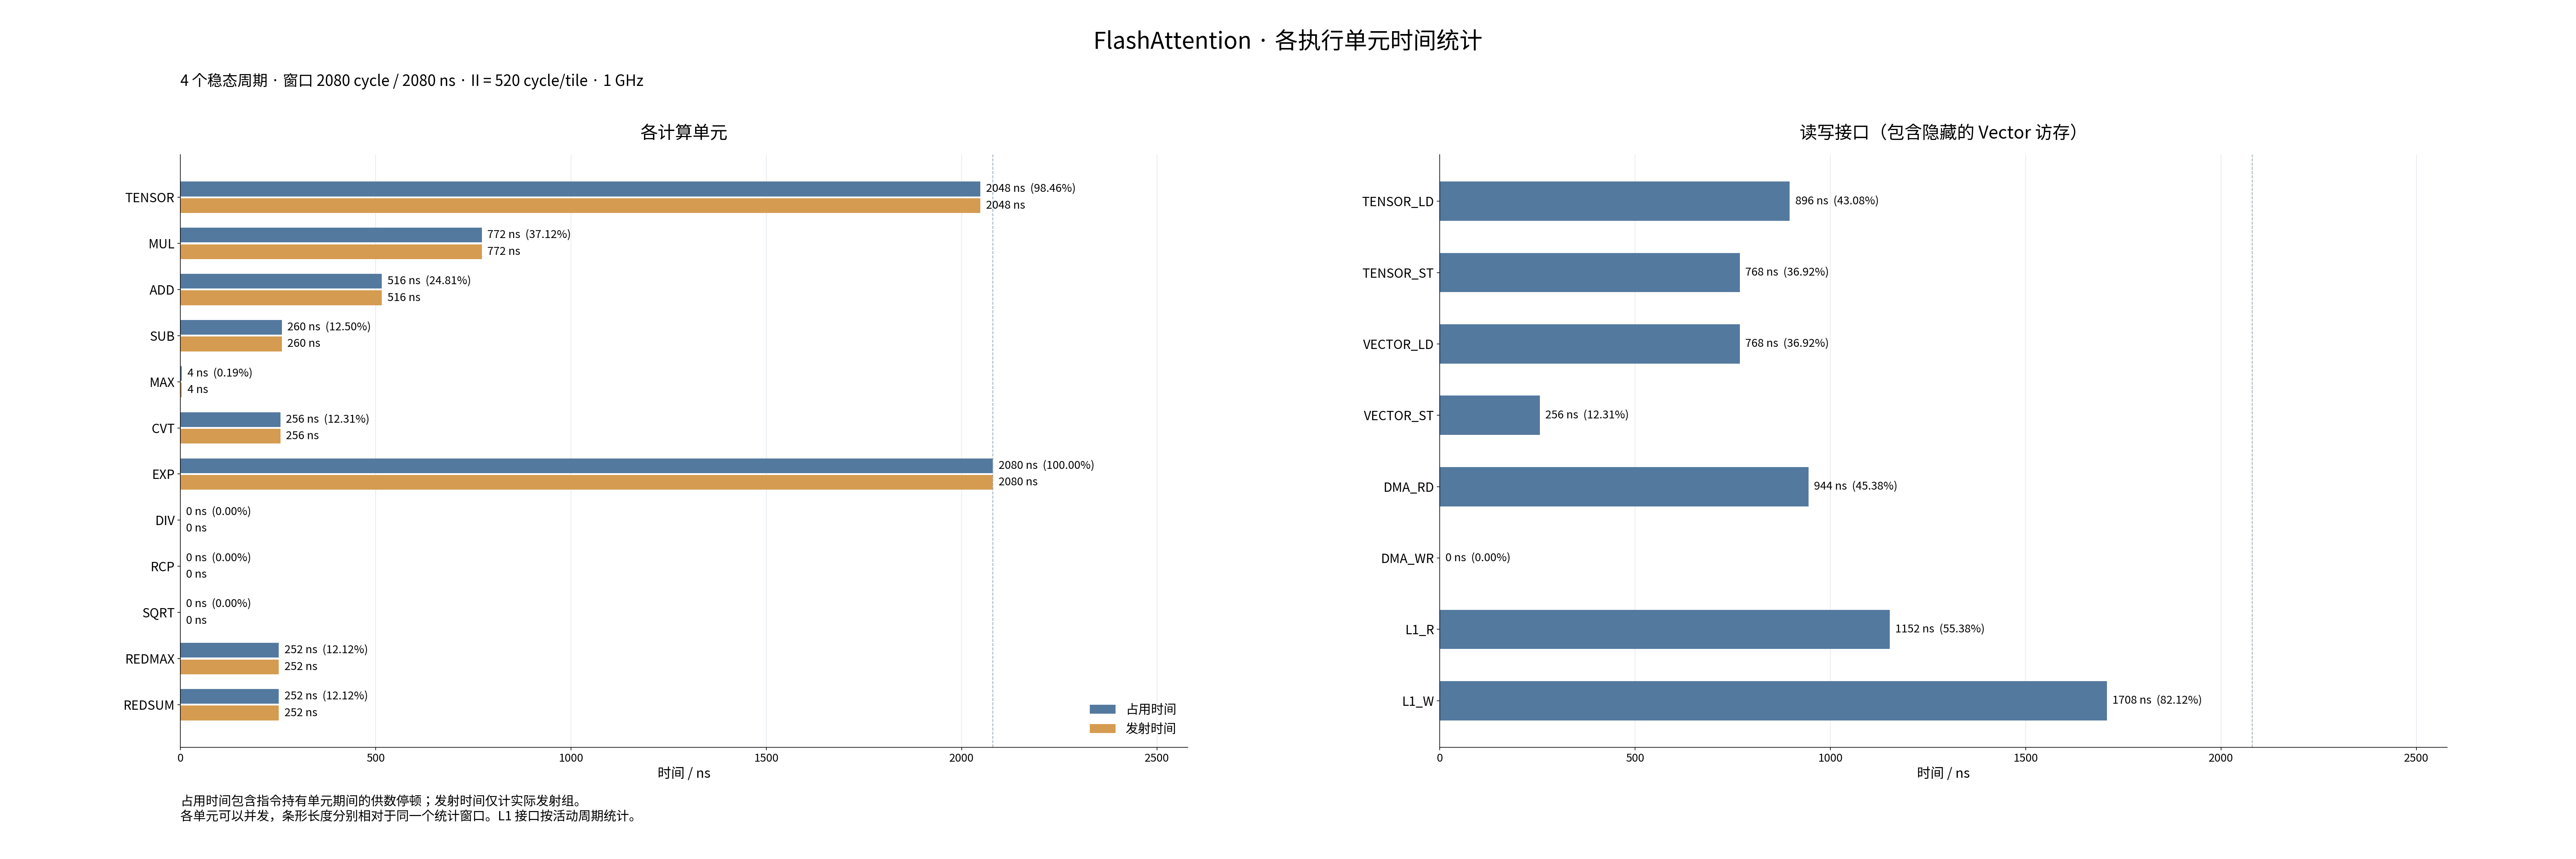 FlashAttention · 各执行单元时间统计
4 个稳态周期 · 窗口 2080 cycle / 2080 ns · II = 520 cycle/tile · 1 GHz
各计算单元
TENSOR
2048 ns (98.46%)
2048 ns
MUL
772 ns (37.12%)
772 ns
ADD
516 ns (24.81%)
516 ns
SUB
260 ns (12.50%)
260 ns
MAX
4 ns (0.19%)
4 ns
CVT
256 ns (12.31%)
256 ns
EXP
2080 ns (100.00%)
2080 ns
DIV
0 ns (0.00%)
0 ns
RCP
0 ns (0.00%)
0 ns
SQRT
0 ns (0.00%)
0 ns
REDMAX
252 ns (12.12%)
252 ns
REDSUM
252 ns (12.12%)
252 ns
占用时间
发射时间
0 500 1000 1500 2000 2500
时间 / ns
读写接口（包含隐藏的 Vector 访存）
TENSOR_LD
896 ns (43.08%)
TENSOR_ST
768 ns (36.92%)
VECTOR_LD
768 ns (36.92%)
VECTOR_ST
256 ns (12.31%)
DMA_RD
944 ns (45.38%)
DMA_WR
0 ns (0.00%)
L1_R
1152 ns (55.38%)
L1_W
1708 ns (82.12%)
0 500 1000 1500 2000 2500
时间 / ns
占用时间包含指令持有单元期间的供数停顿；发射时间仅计实际发射组。
各单元可以并发，条形长度分别相对于同一个统计窗口。L1 接口按活动周期统计。